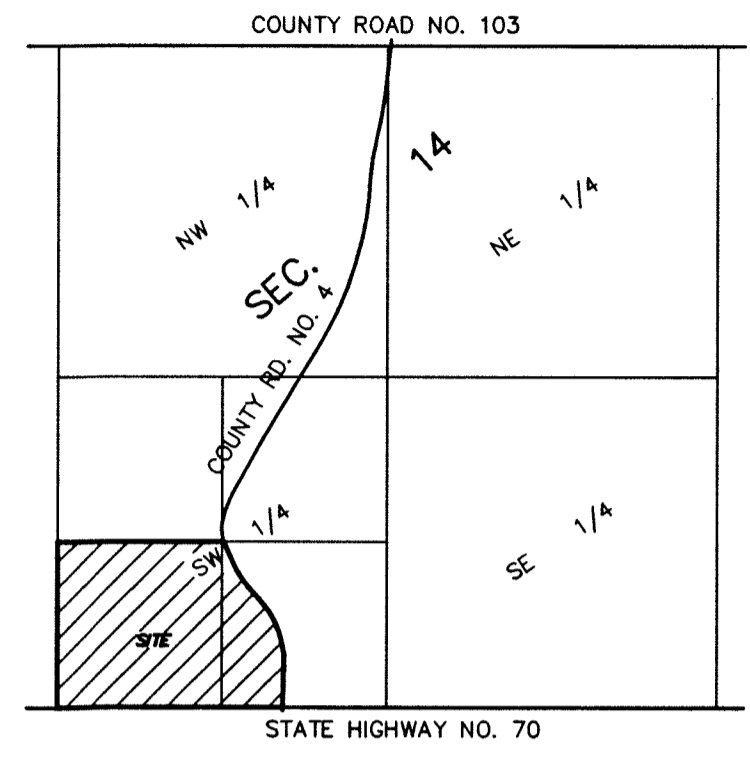 COUNTY ROAD NO. 103
14
NW 1/4
NE 1/4
SEC.
COUNTY RD. NO. 4
SW 1/4
SE 1/4
SITE
STATE HIGHWAY NO. 70